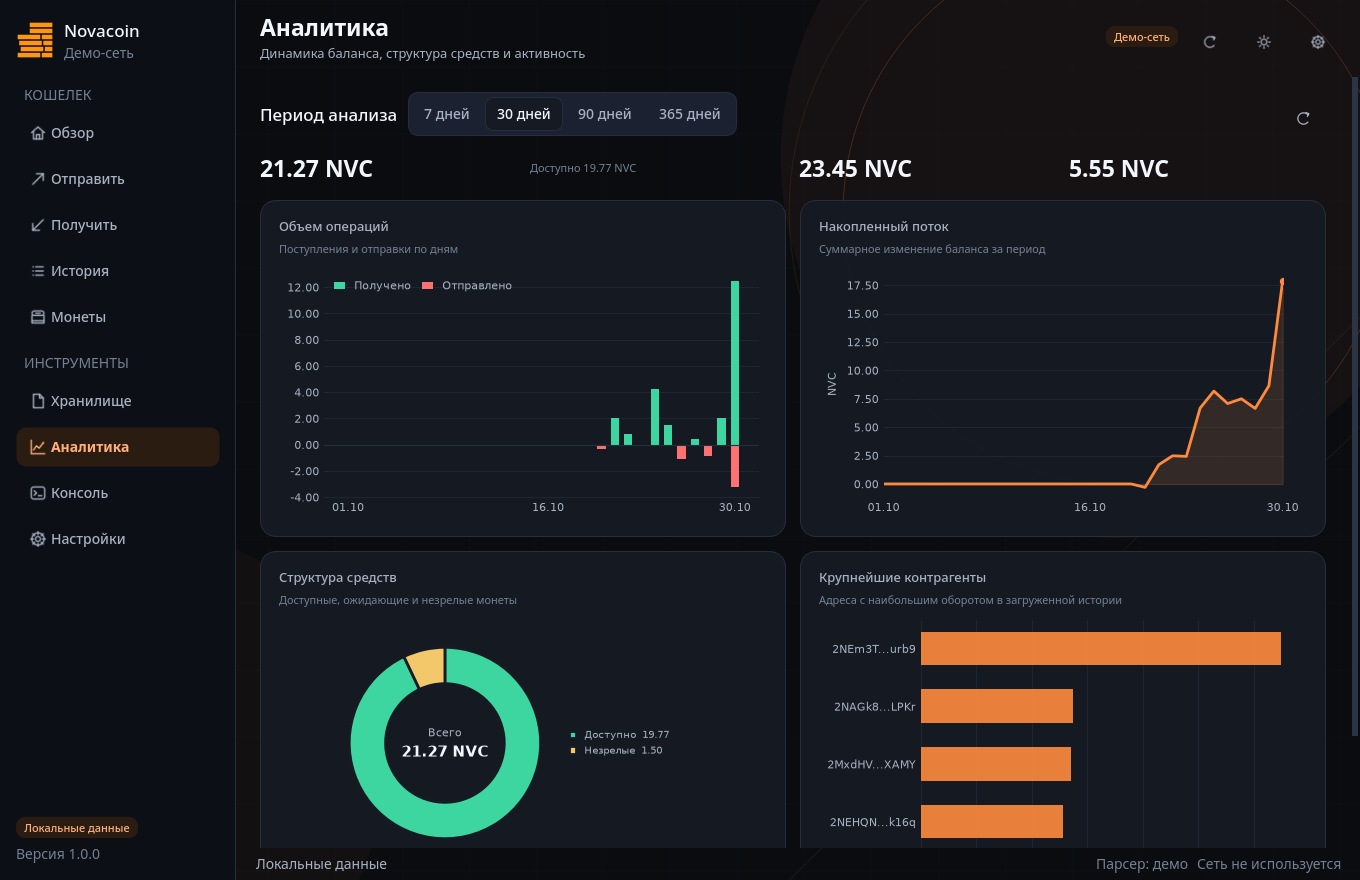 Novacoin
Демо-сеть
КОШЕЛЕК
Обзор
Отправить
Получить
История
Монеты
ИНСТРУМЕНТЫ
Хранилище
Аналитика
Консоль
Настройки
Локальные данные
Версия 1.0.0
Аналитика
Динамика баланса, структура средств и активность
Демо-сеть
Период анализа
7 дней
30 дней
90 дней
365 дней
21.27 NVC
Доступно 19.77 NVC
23.45 NVC
5.55 NVC
Объем операций
Поступления и отправки по дням
Получено
Отправлено
12.00
10.00
8.00
6.00
4.00
2.00
0.00
-2.00
-4.00
01.10
16.10
30.10
Накопленный поток
Суммарное изменение баланса за период
NVC
17.50
15.00
12.50
10.00
7.50
5.00
2.50
0.00
01.10
16.10
30.10
Структура средств
Доступные, ожидающие и незрелые монеты
Всего
21.27 NVC
Доступно 19.77
Незрелые 1.50
Крупнейшие контрагенты
Адреса с наибольшим оборотом в загруженной истории
2NEm3T...urb9
2NAGk8...LPKr
2MxdHV...XAMY
2NEHQN...k16q
Локальные данные
Парсер: демо
Сеть не используется